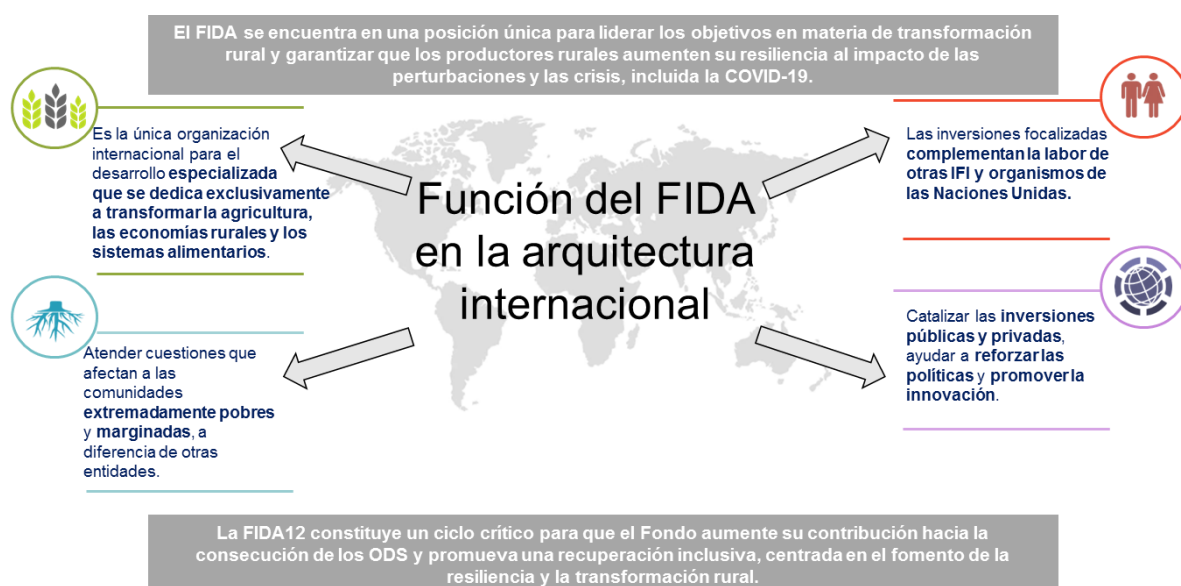 El FIDA se encuentra en una posición única para liderar los objetivos en materia de transformación
rural y garantizar que los productores rurales aumenten su resiliencia al impacto de las
perturbaciones y las crisis, incluida la COVID-19.
Es la única organización
internacional para el
desarrollo especializada
que se dedica exclusivamente
a transformar la agricultura,
las economías rurales y los
sistemas alimentarios.
Atender cuestiones que
afectan a las
comunidades
extremadamente pobres
y marginadas, a
diferencia de otras
entidades.
Función del FIDA
en la arquitectura
internacional
Las inversiones focalizadas
complementan la labor de
otras IFI y organismos de
las Naciones Unidas.
Catalizar las inversiones
públicas y privadas,
ayudar a reforzar las
políticas y promover la
innovación.
La FIDA12 constituye un ciclo crítico para que el Fondo aumente su contribución hacia la
consecución de los ODS y promueva una recuperación inclusiva, centrada en el fomento de la
resiliencia y la transformación rural.